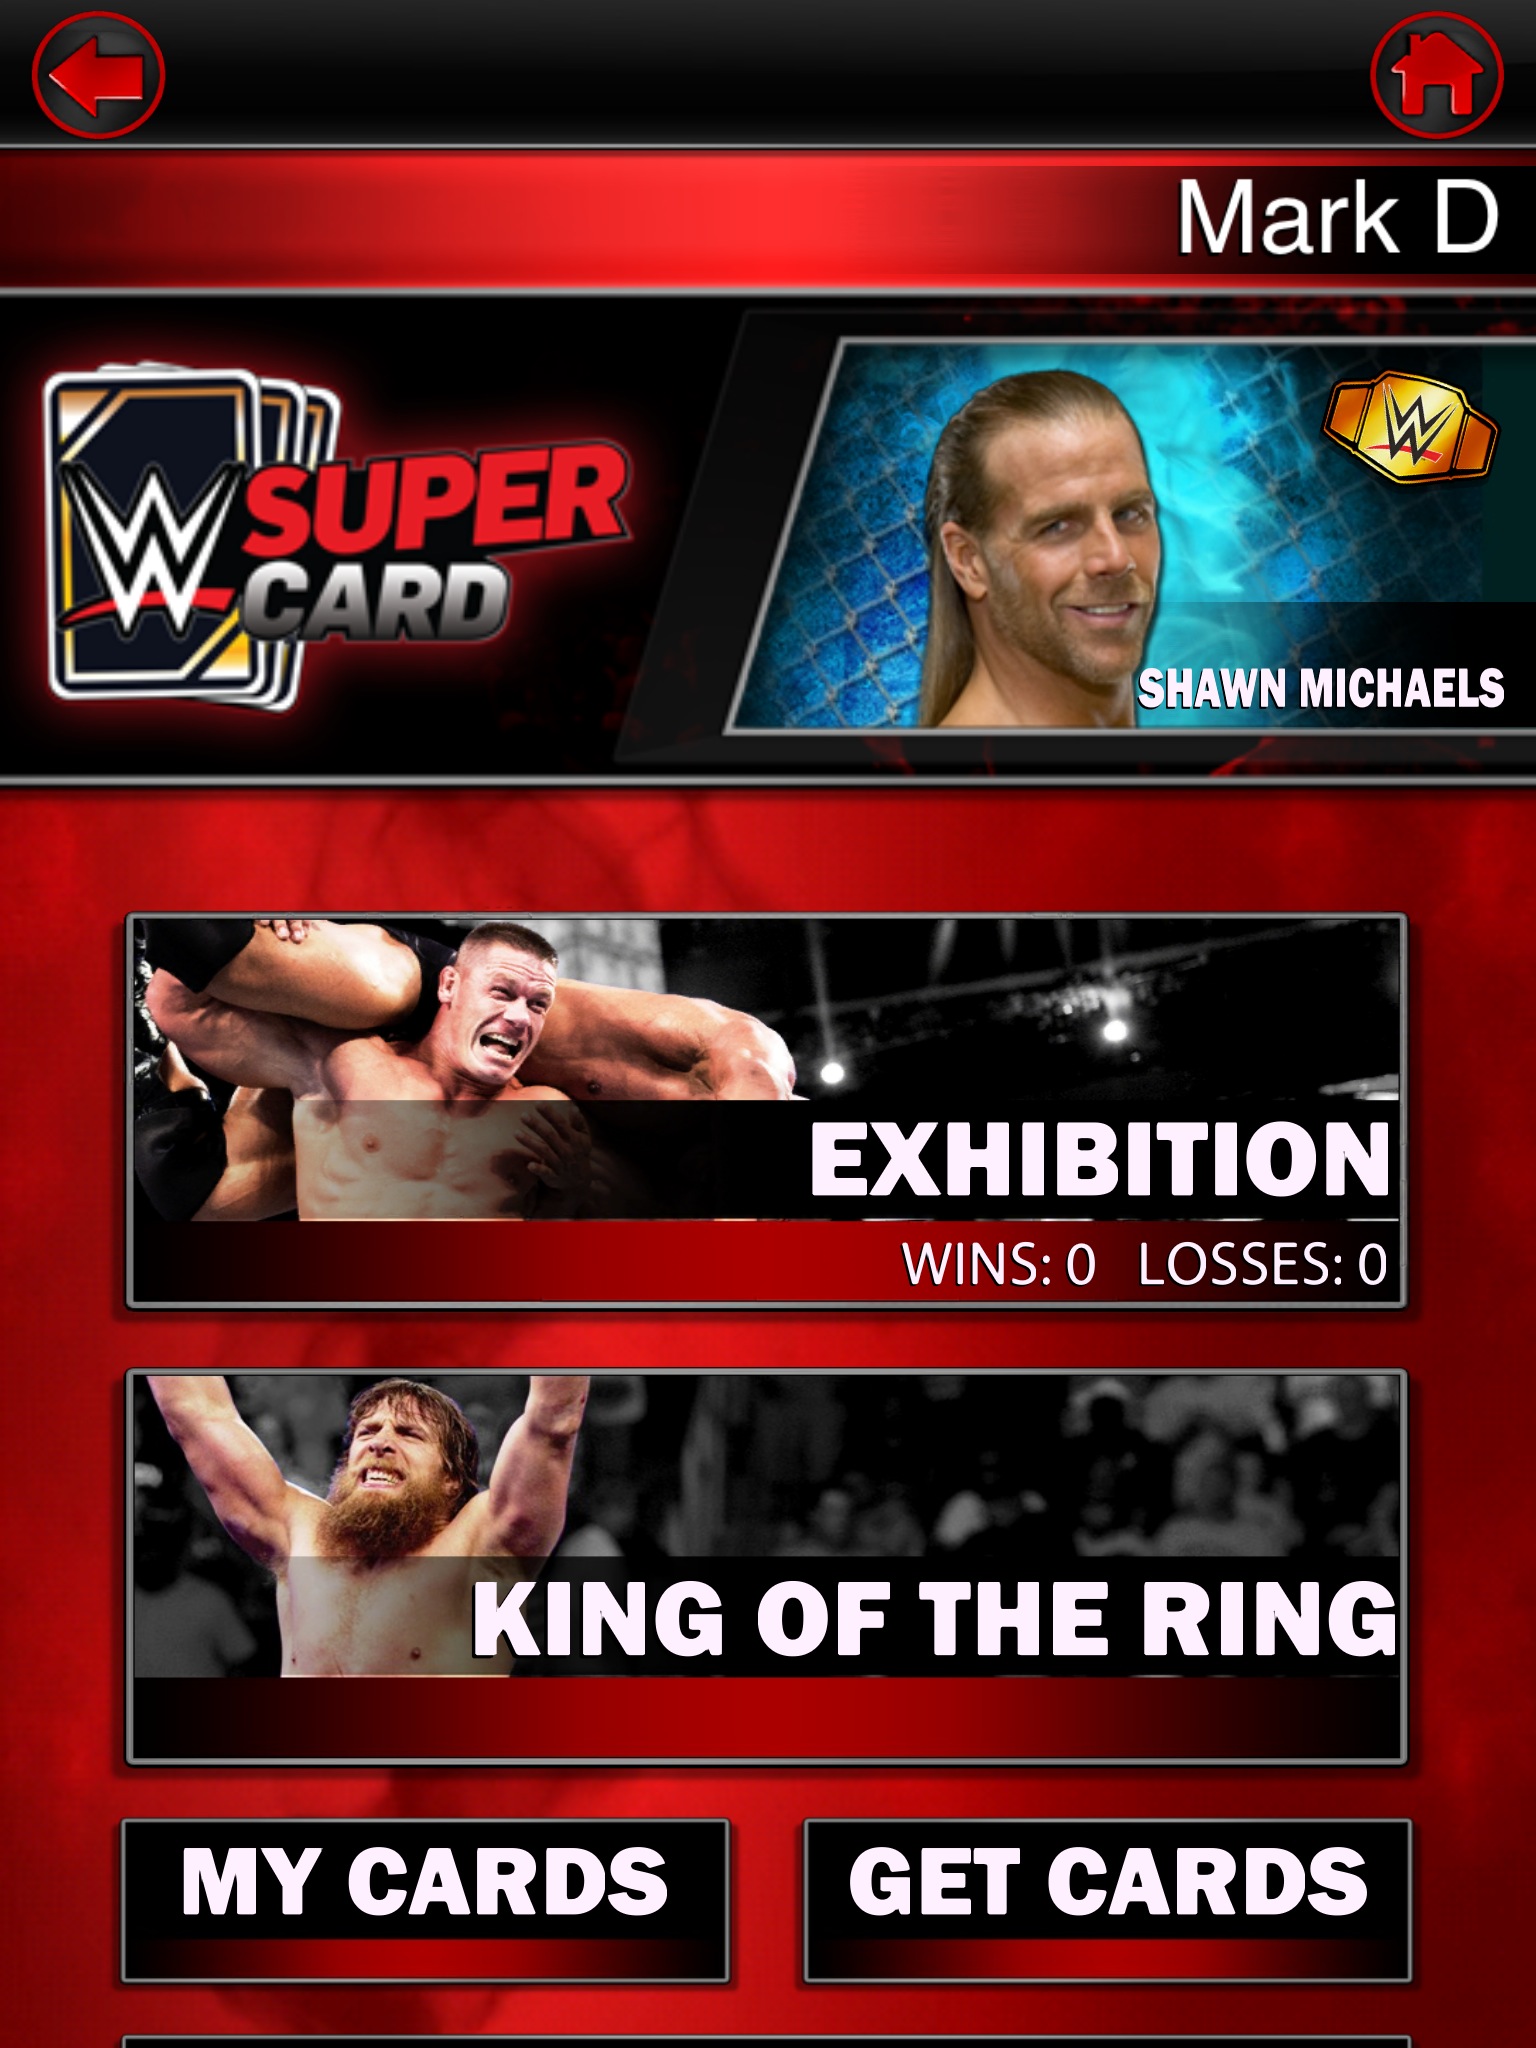 Mark D
W
SUPER
CARD
W
SHAWN MICHAELS
EXHIBITION
WINS: 0 LOSSES: 0
KING OF THE RING
MY CARDS
GET CARDS